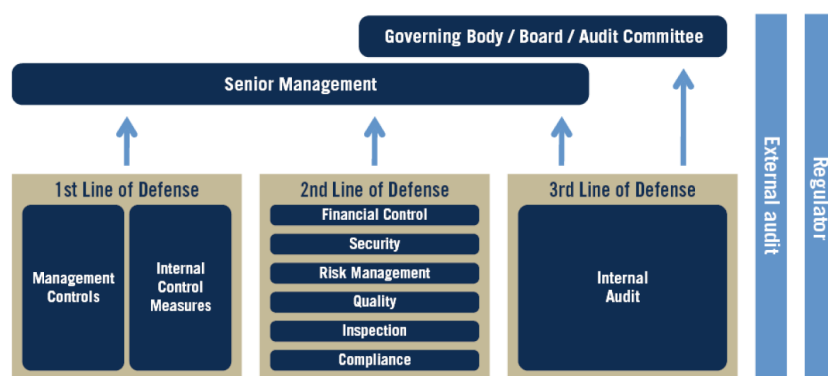 Governing Body / Board / Audit Committee
Senior Management
1st Line of Defense
Management
Controls
Internal
Control
Measures
2nd Line of Defense
Financial Control
Security
Risk Management
Quality
Inspection
Compliance
3rd Line of Defense
Internal
Audit
External audit
Regulator